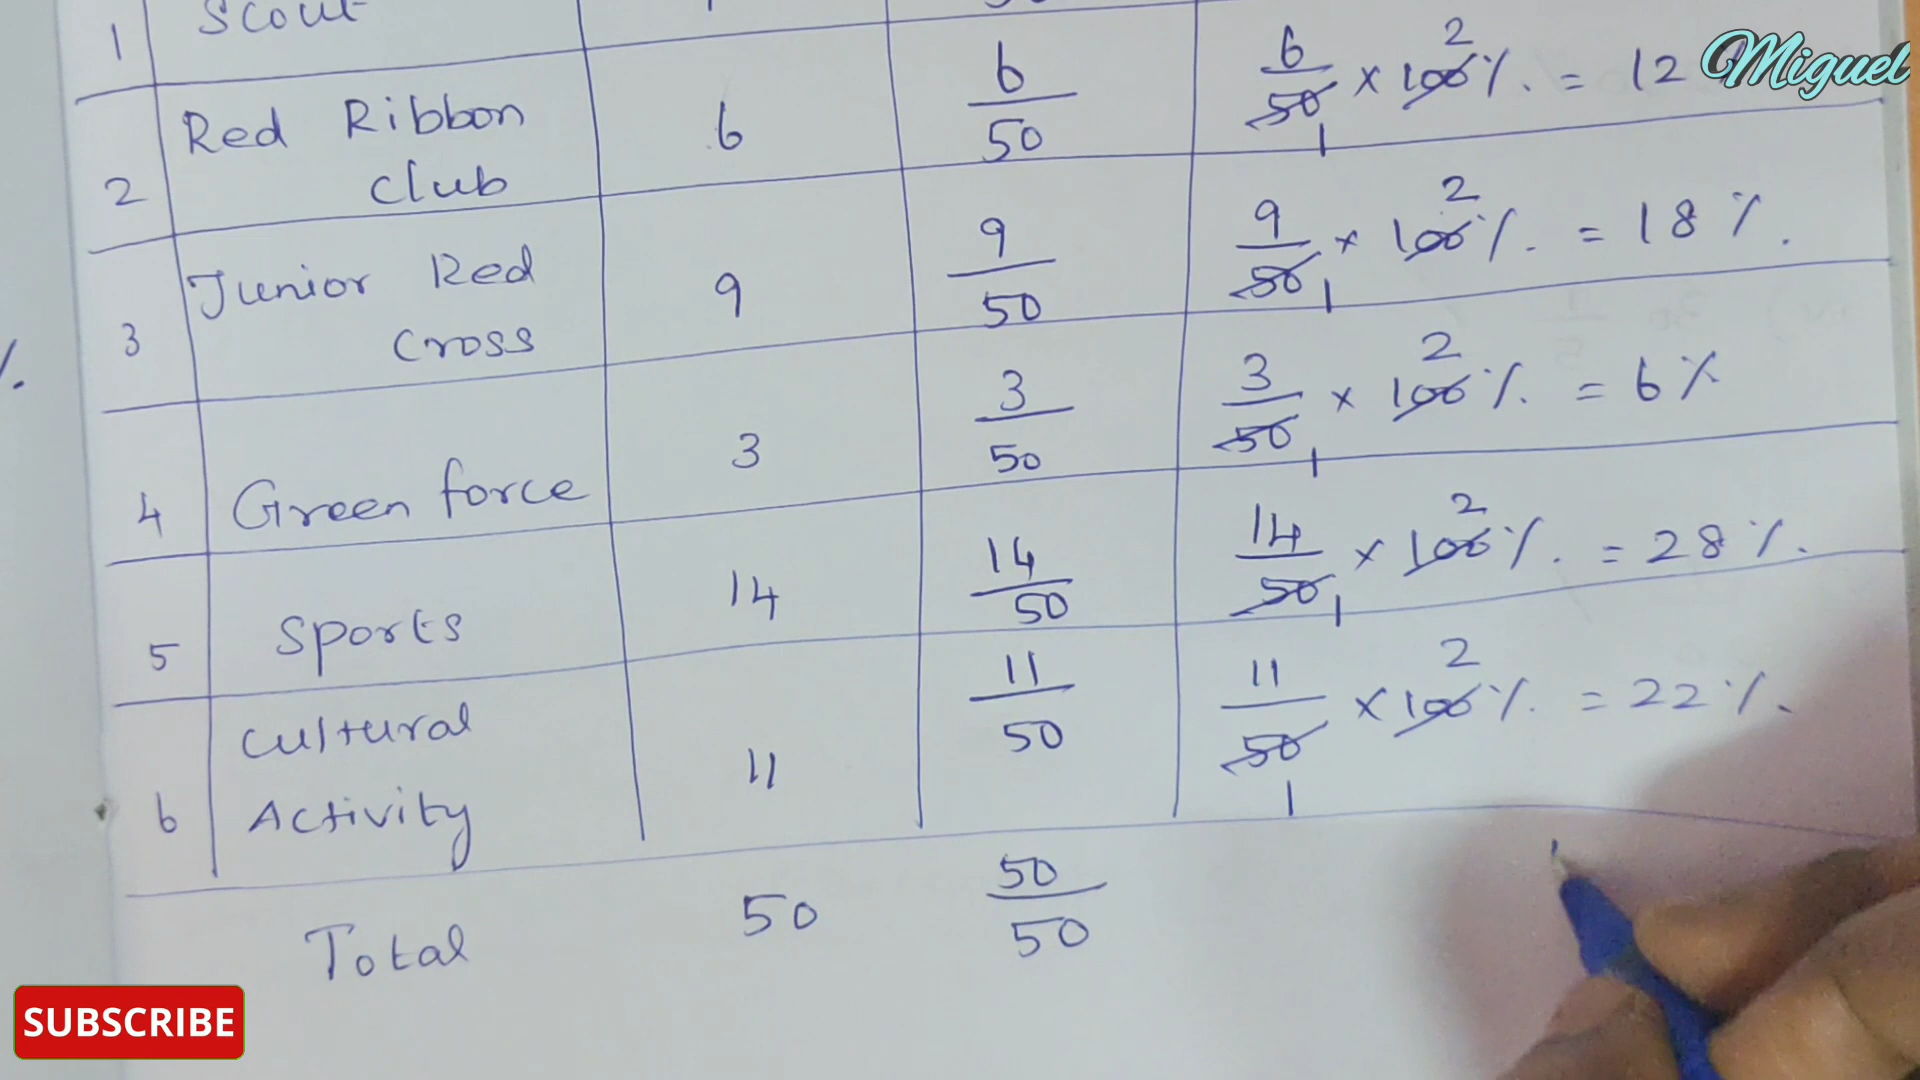 1 Scout
6/50 × 100%. = 12
Miguel
2 Red Ribbon Club 6 6/50
3 Junior Red Cross 9 9/50 9/50 × 100%. = 18%.
4 Green force 3 3/50 3/50 × 100%. = 6%
5 Sports 14 14/50 14/50 × 100%. = 28%.
6 Cultural Activity 11 11/50 11/50 × 100%. = 22%.
Total 50 50/50
SUBSCRIBE